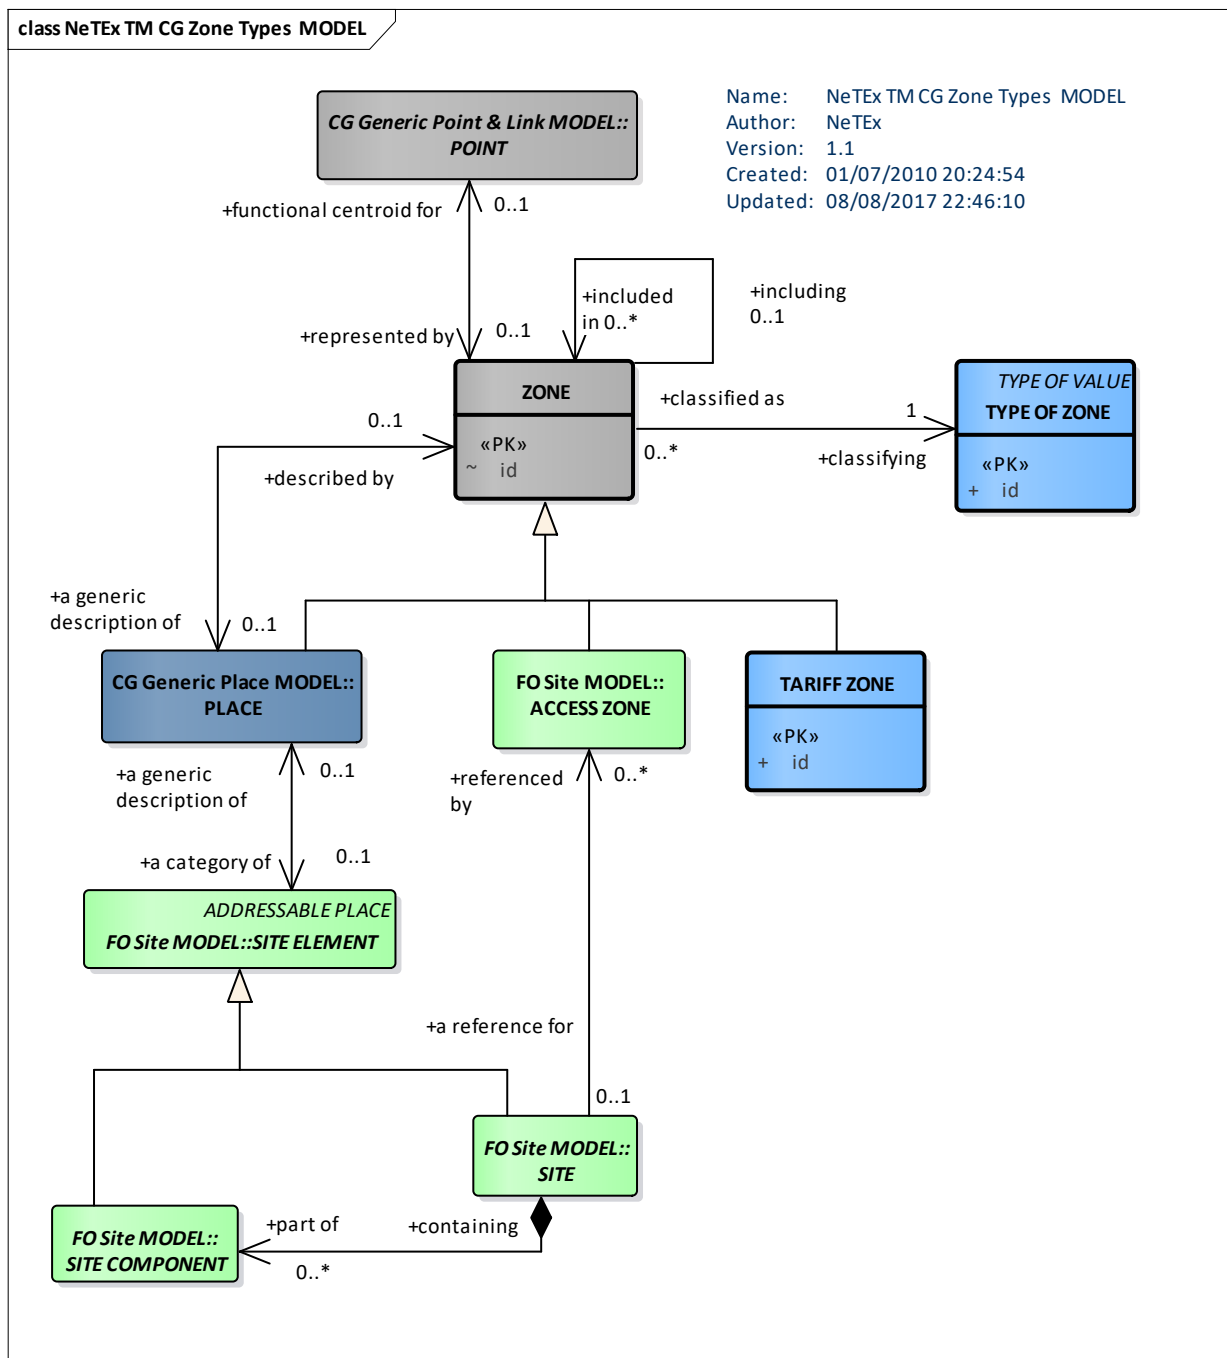 class NeTEx TM CG Zone Types MODEL
Name: NeTEx TM CG Zone Types MODEL
Author: NeTEx
Version: 1.1
Created: 01/07/2010 20:24:54
Updated: 08/08/2017 22:46:10
CG Generic Point & Link MODEL::
POINT
+functional centroid for
0..1
+represented by
0..1
+included
in 0..*
+including
0..1
ZONE
«PK»
~ id
+classified as
0..*
1
+classifying
TYPE OF VALUE
TYPE OF ZONE
«PK»
+ id
0..1
+described by
+a generic
description of
0..1
CG Generic Place MODEL::
PLACE
FO Site MODEL::
ACCESS ZONE
TARIFF ZONE
«PK»
+ id
+a generic
description of
0..1
+referenced
by
0..*
+a category of
0..1
ADDRESSABLE PLACE
FO Site MODEL::SITE ELEMENT
+a reference for
0..1
FO Site MODEL::
SITE
+part of
+containing
0..*
FO Site MODEL::
SITE COMPONENT